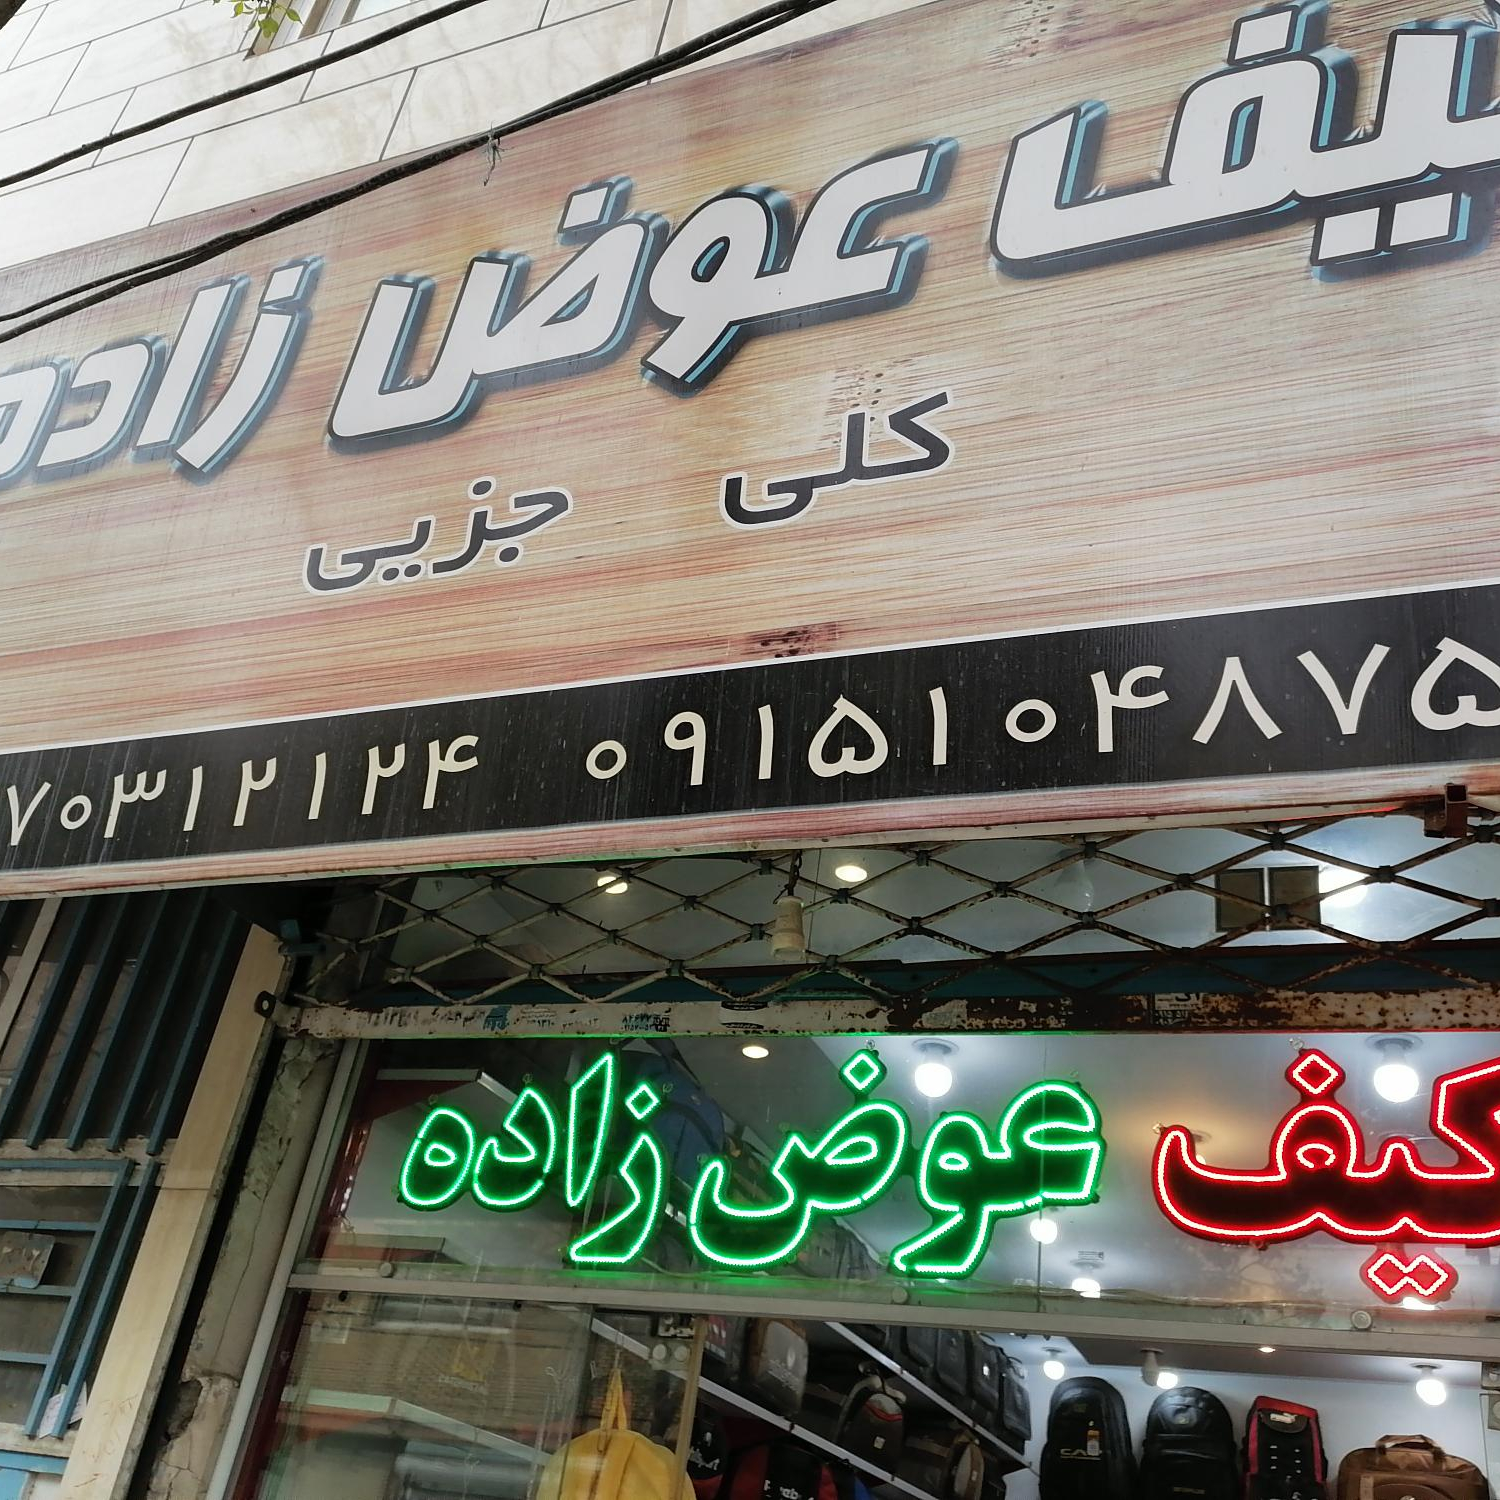 کیف عوض زاده
کلی جزیی
۷۰۳۱۲۱۲۴ ۰۹۱۵۱۰۴۸۷۵
کیف عوض زاده